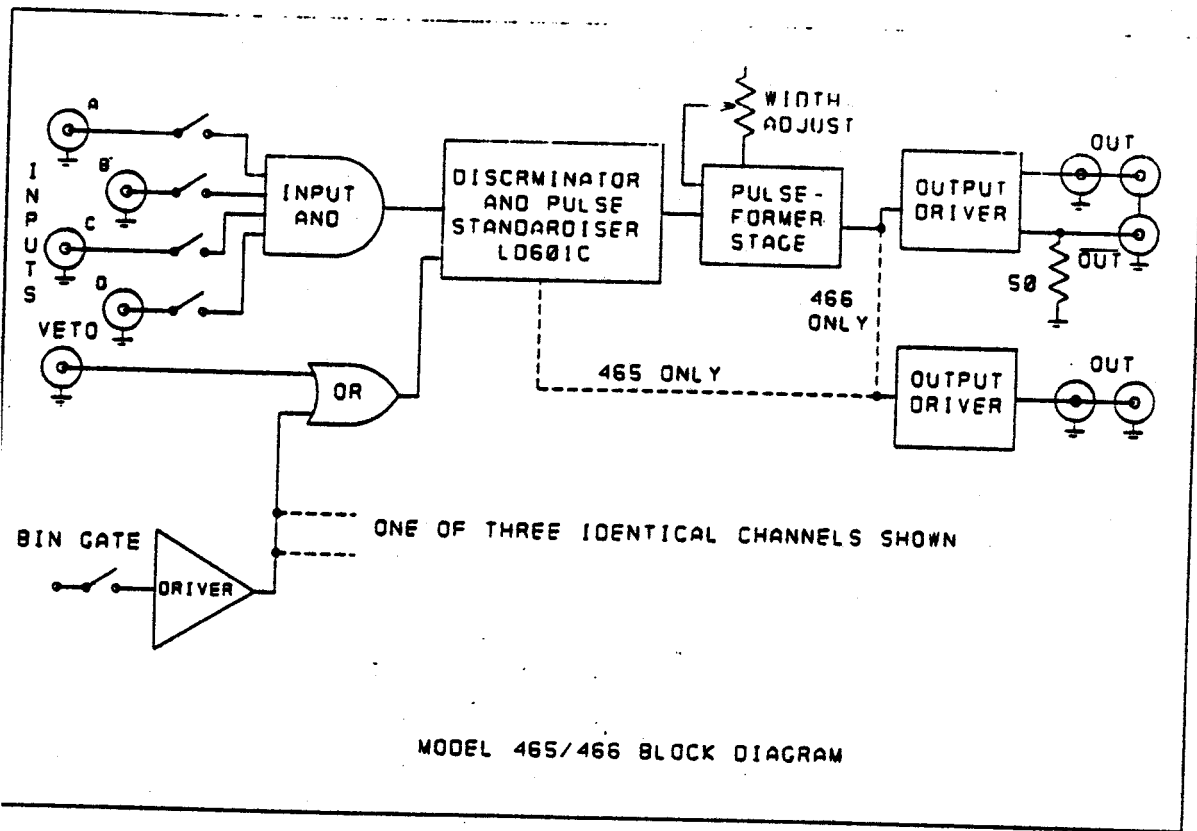 A
B
C
D
INPUTS
VETO
INPUT
AND
OR
BIN GATE
DRIVER
DISCRMINATOR
AND PULSE
STANDARDISER
LD601C
WIDTH
ADJUST
PULSE-
FORMER
STAGE
OUTPUT
DRIVER
OUT
OUT
50
466
ONLY
465 ONLY
OUTPUT
DRIVER
OUT
ONE OF THREE IDENTICAL CHANNELS SHOWN
MODEL 465/466 BLOCK DIAGRAM